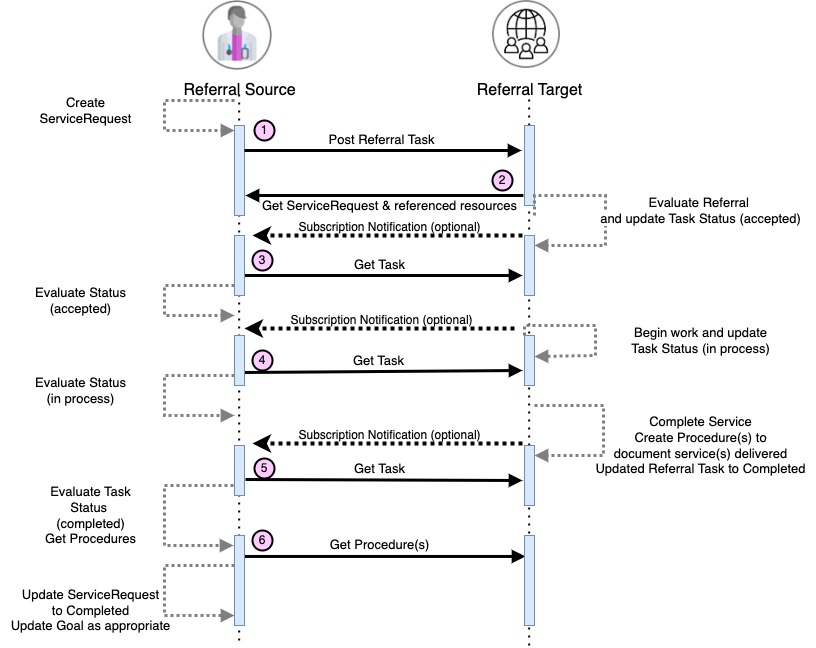 Referral Source
Referral Target
Create
ServiceRequest
1
Post Referral Task
2
Get ServiceRequest & referenced resources
Evaluate Referral
and update Task Status (accepted)
Subscription Notification (optional)
3
Get Task
Evaluate Status
(accepted)
Subscription Notification (optional)
Begin work and update
Task Status (in process)
4
Get Task
Evaluate Status
(in process)
Complete Service
Create Procedure(s) to
document service(s) delivered
Updated Referral Task to Completed
Subscription Notification (optional)
5
Get Task
Evaluate Task
Status
(completed)
Get Procedures
6
Get Procedure(s)
Update ServiceRequest
to Completed
Update Goal as appropriate